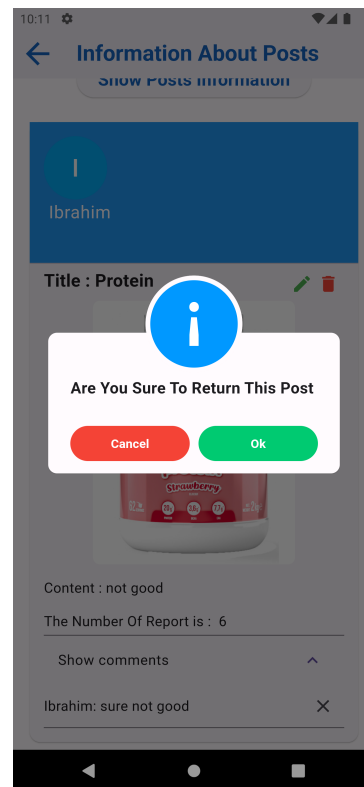 10:11
Information About Posts
Show Posts Information
I
Ibrahim
Title : Protein
Are You Sure To Return This Post
Cancel
Ok
Strawberry
Content : not good
The Number Of Report is : 6
Show comments
Ibrahim: sure not good